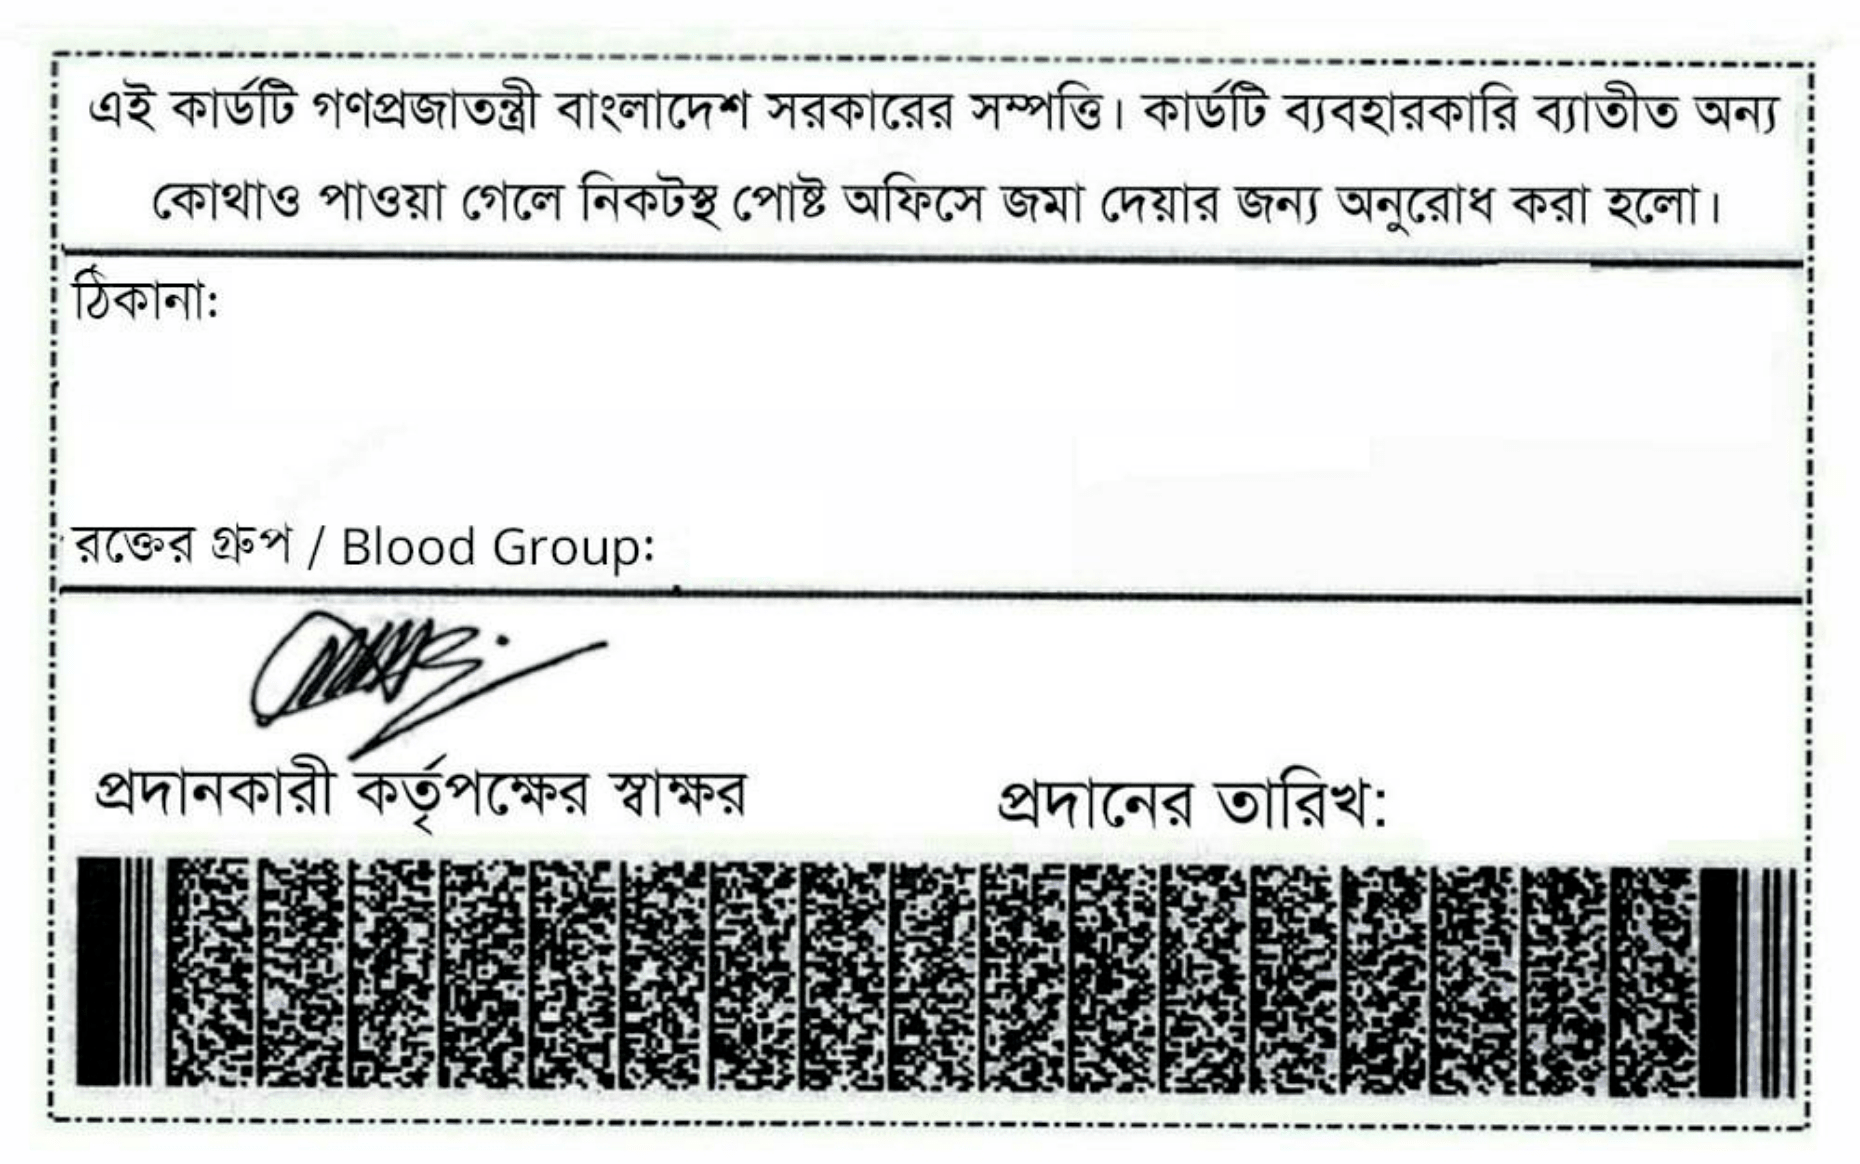 এই কার্ডটি গণপ্রজাতন্ত্রী বাংলাদেশ সরকারের সম্পত্তি। কার্ডটি ব্যবহারকারি ব্যাতীত অন্য
কোথাও পাওয়া গেলে নিকটস্থ পোষ্ট অফিসে জমা দেয়ার জন্য অনুরোধ করা হলো।
ঠিকানা:
রক্তের গ্রুপ / Blood Group:
প্রদানকারী কর্তৃপক্ষের স্বাক্ষর
প্রদানের তারিখ: